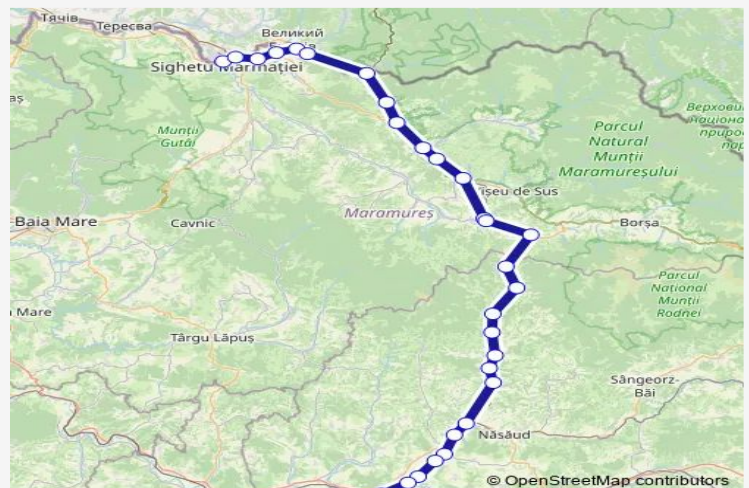 Тячів
Тересва
Великий
Sighetu Marmației
Munții
Gutâi
Верховин
Parcul
Natural
Munții
Maramureșului
Vișeu de Sus
Maramureș
Baia Mare
Cavnic
Borșa
Parcul
Național
Munții
Rodnei
a Mare
Târgu Lăpuș
Sângeorz-
Băi
Năsăud
© OpenStreetMap contributors